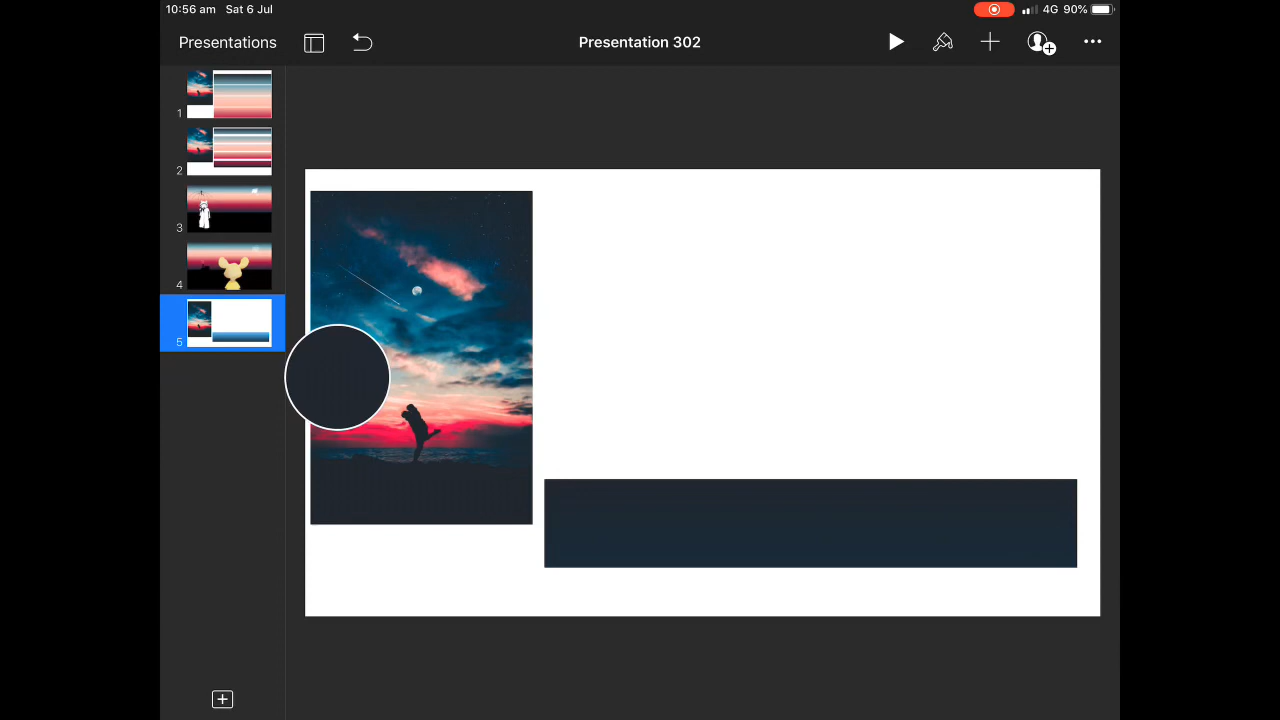 10:56 am Sat 6 Jul
4G 90%
Presentations
Presentation 302
1
2
3
4
5